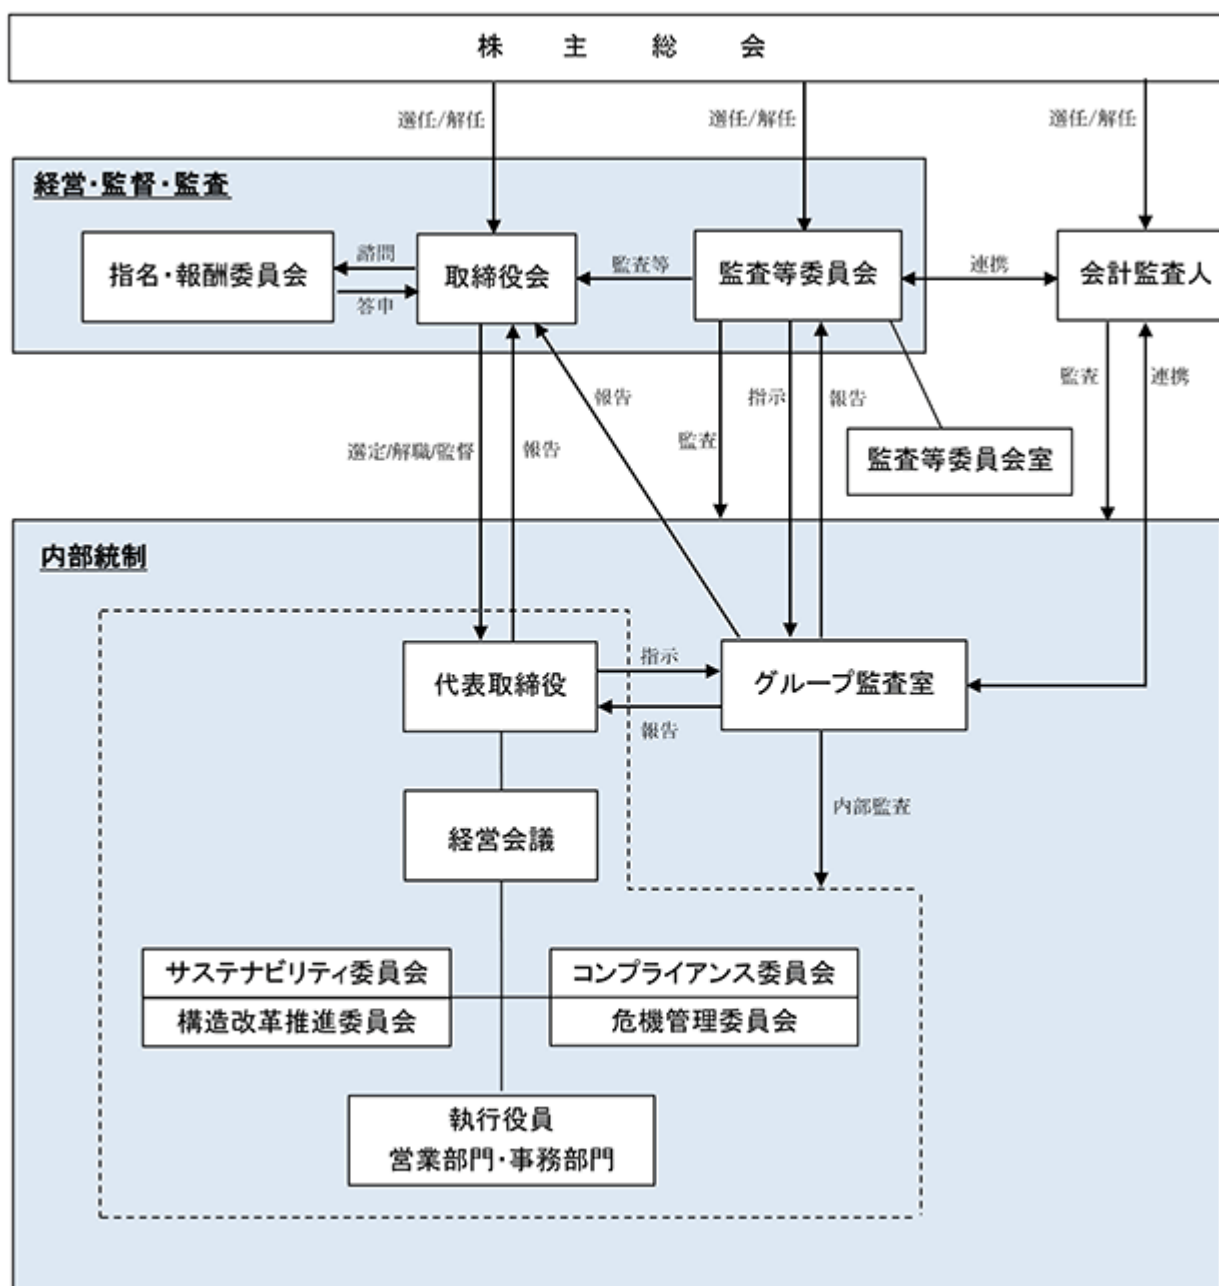 株主総会
選任/解任
選任/解任
選任/解任
経営・監督・監査
指名・報酬委員会
諮問
答申
取締役会
監査等
監査等委員会
連携
会計監査人
選定/解職/監督
報告
報告
監査
指示
報告
監査等委員会室
監査
連携
内部統制
代表取締役
指示
報告
グループ監査室
内部監査
経営会議
サステナビリティ委員会
構造改革推進委員会
コンプライアンス委員会
危機管理委員会
執行役員
営業部門・事務部門